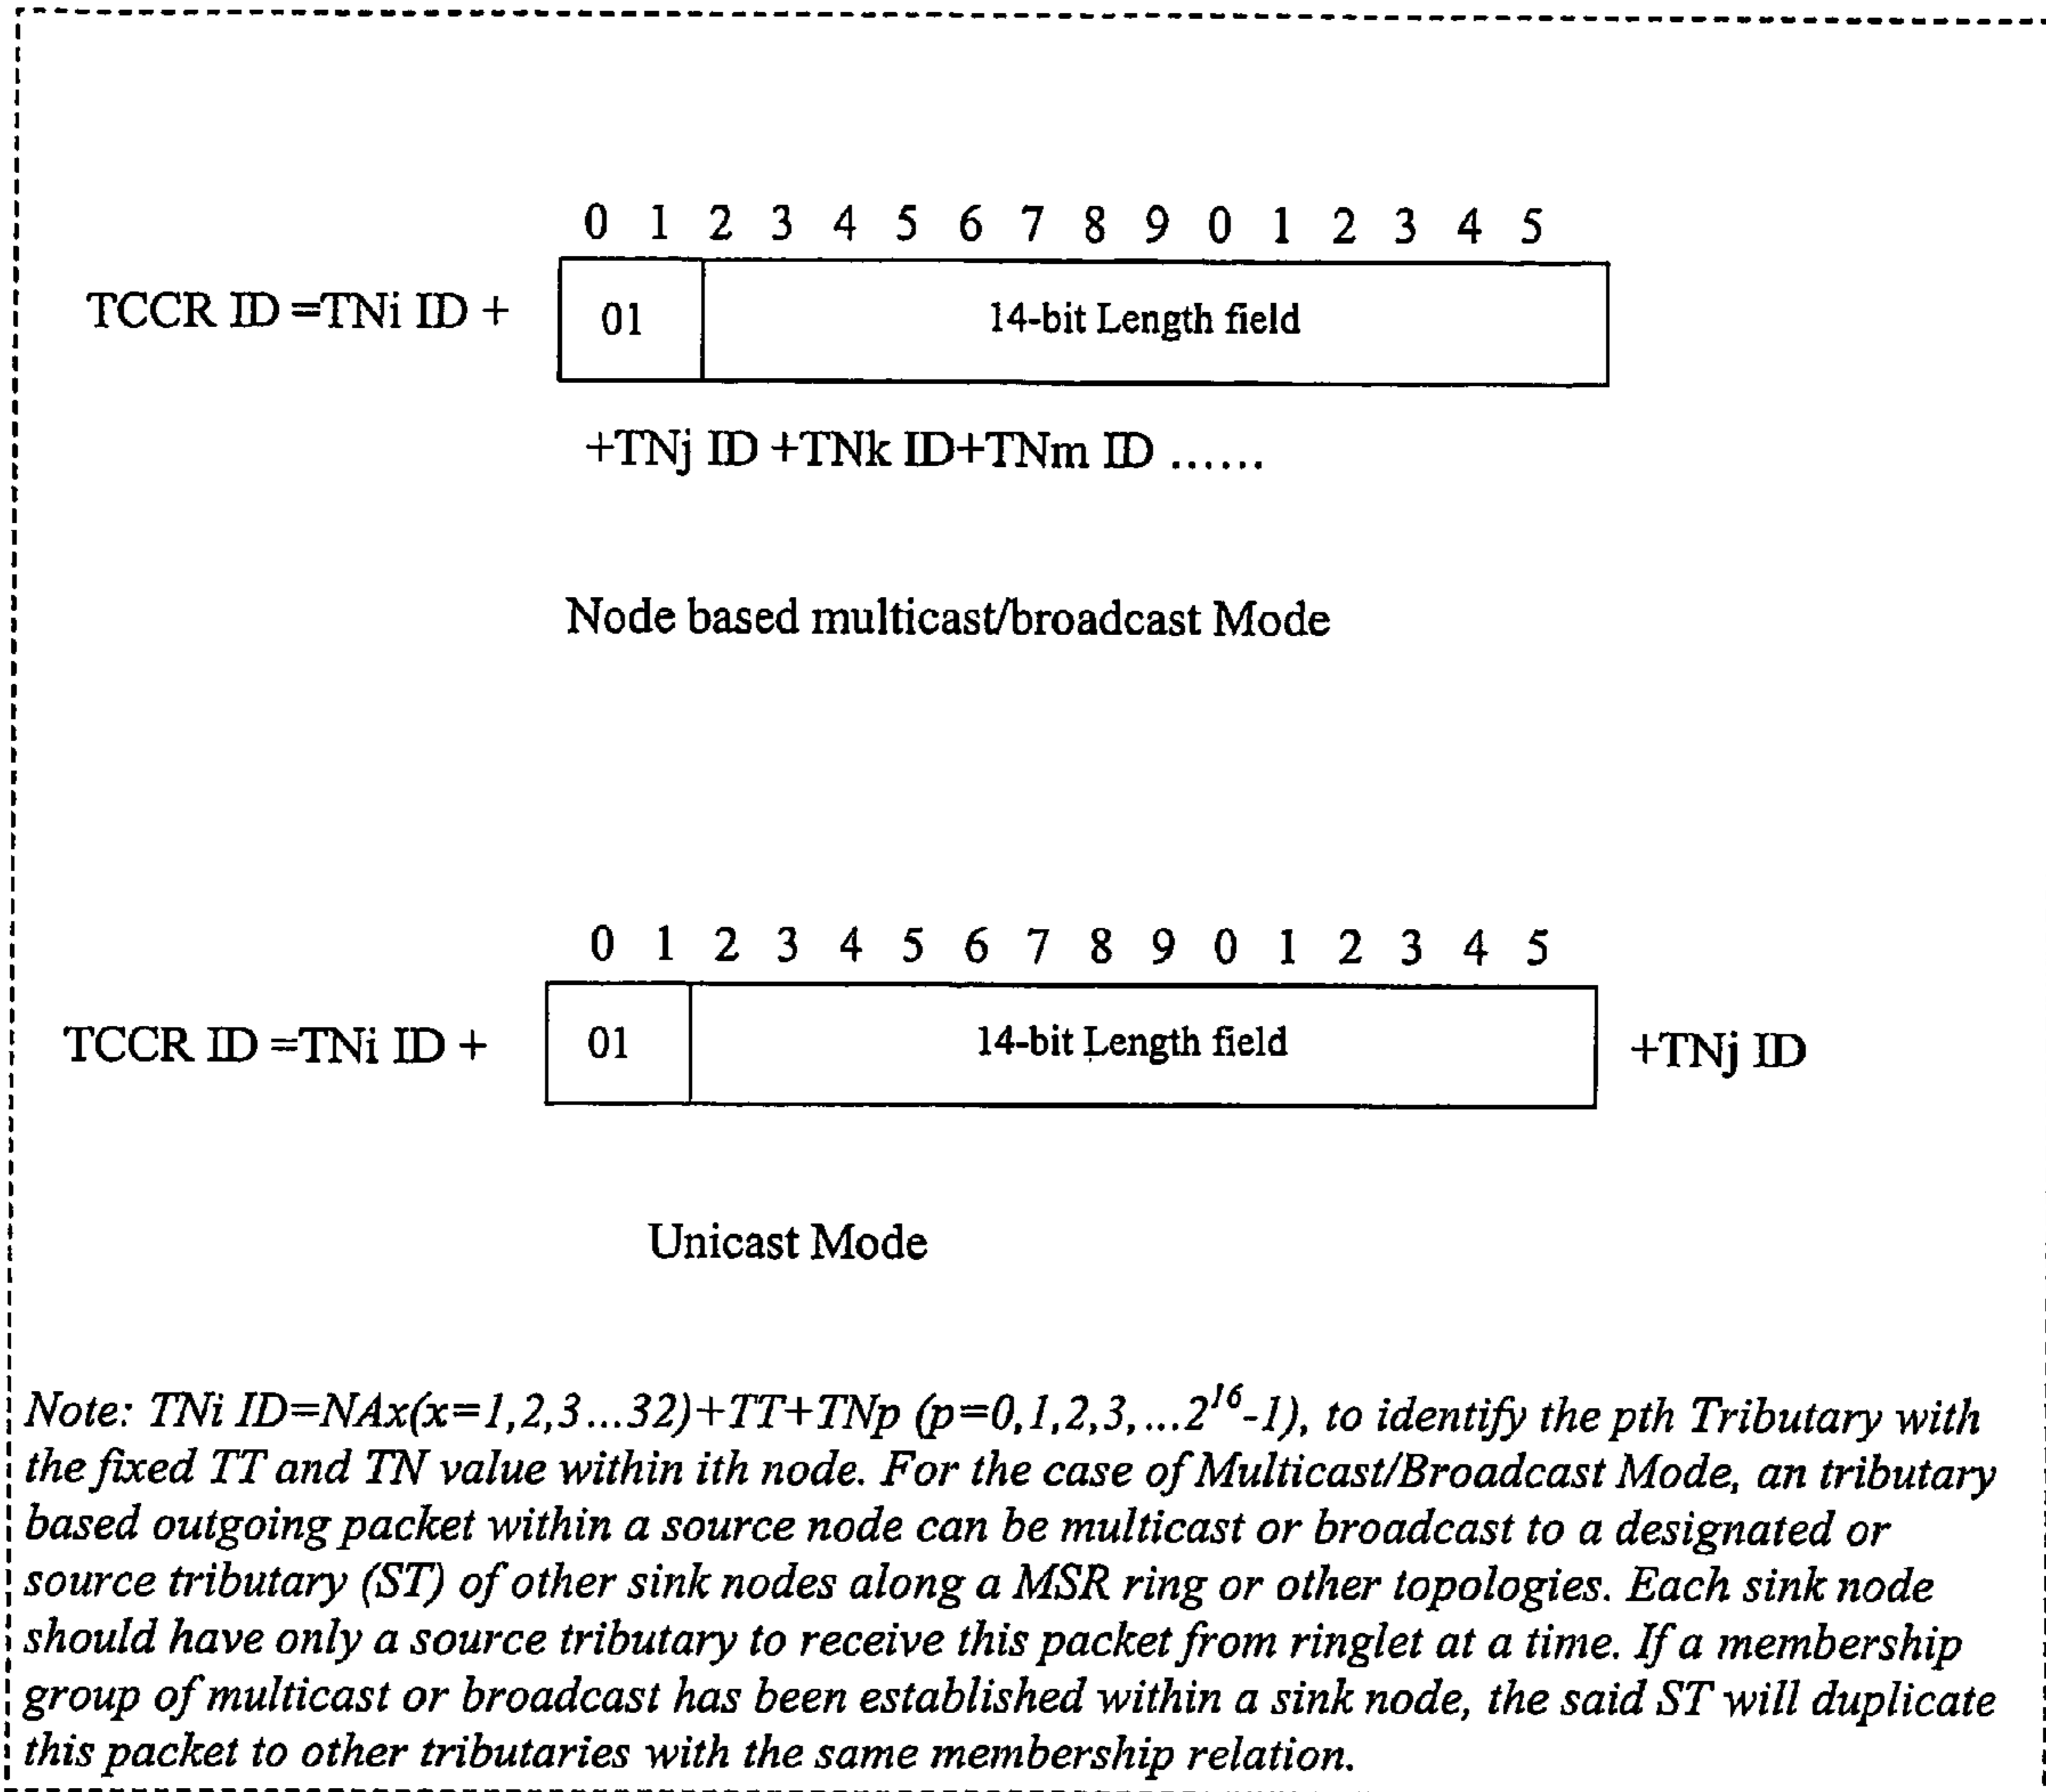 0 1 2 3 4 5 6 7 8 9 0 1 2 3 4 5
TCCR ID =TNi ID + 01 14-bit Length field
+TNj ID +TNk ID+TNm ID ......
Node based multicast/broadcast Mode
0 1 2 3 4 5 6 7 8 9 0 1 2 3 4 5
TCCR ID =TNi ID + 01 14-bit Length field +TNj ID
Unicast Mode
Note: TNi ID=NAx(x=1,2,3...32)+TT+TNp (p=0,1,2,3,...2^16-1), to identify the pth Tributary with
the fixed TT and TN value within ith node. For the case of Multicast/Broadcast Mode, an tributary
based outgoing packet within a source node can be multicast or broadcast to a designated or
source tributary (ST) of other sink nodes along a MSR ring or other topologies. Each sink node
should have only a source tributary to receive this packet from ringlet at a time. If a membership
group of multicast or broadcast has been established within a sink node, the said ST will duplicate
this packet to other tributaries with the same membership relation.